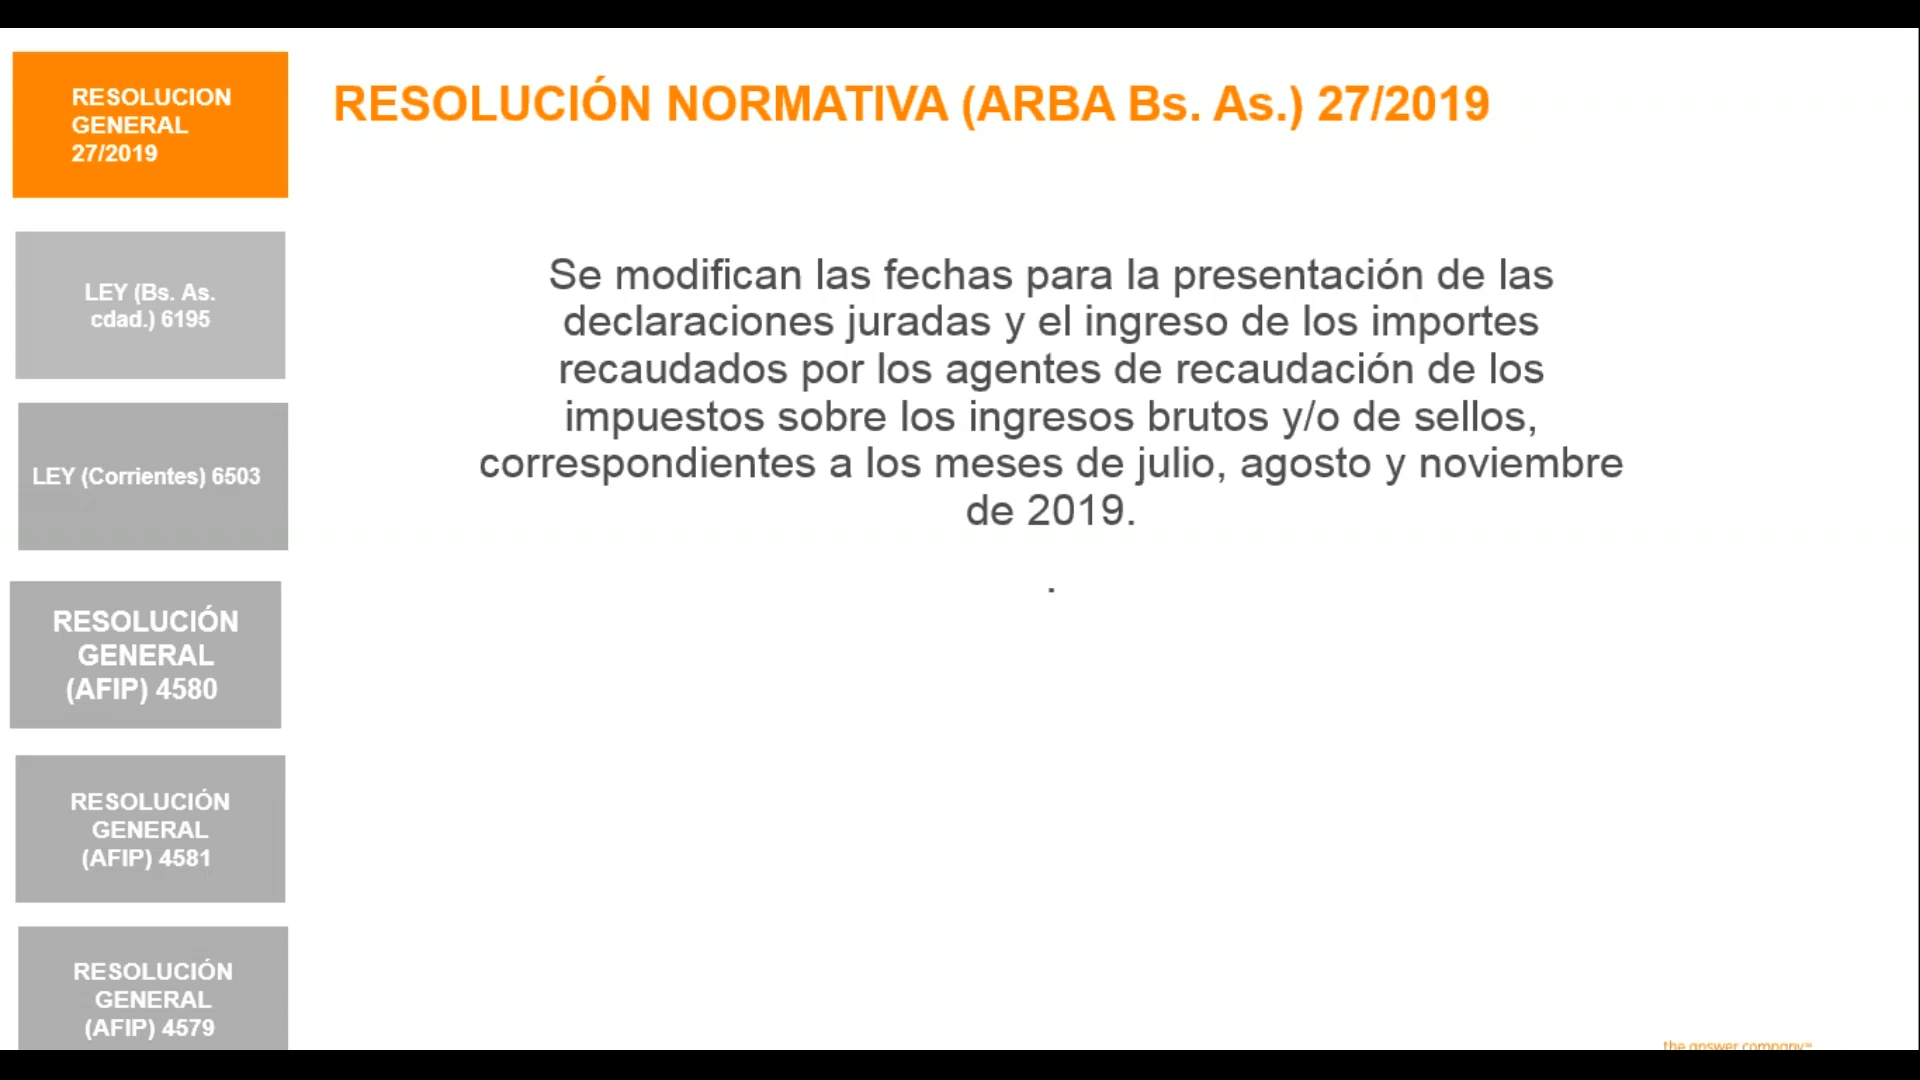 RESOLUCION
GENERAL
27/2019
LEY (Bs. As.
cdad.) 6195
LEY (Corrientes) 6503
RESOLUCIÓN
GENERAL
(AFIP) 4580
RESOLUCIÓN
GENERAL
(AFIP) 4581
RESOLUCIÓN
GENERAL
(AFIP) 4579
RESOLUCIÓN NORMATIVA (ARBA Bs. As.) 27/2019
Se modifican las fechas para la presentación de las
declaraciones juradas y el ingreso de los importes
recaudados por los agentes de recaudación de los
impuestos sobre los ingresos brutos y/o de sellos,
correspondientes a los meses de julio, agosto y noviembre
de 2019.
.
the answer company™